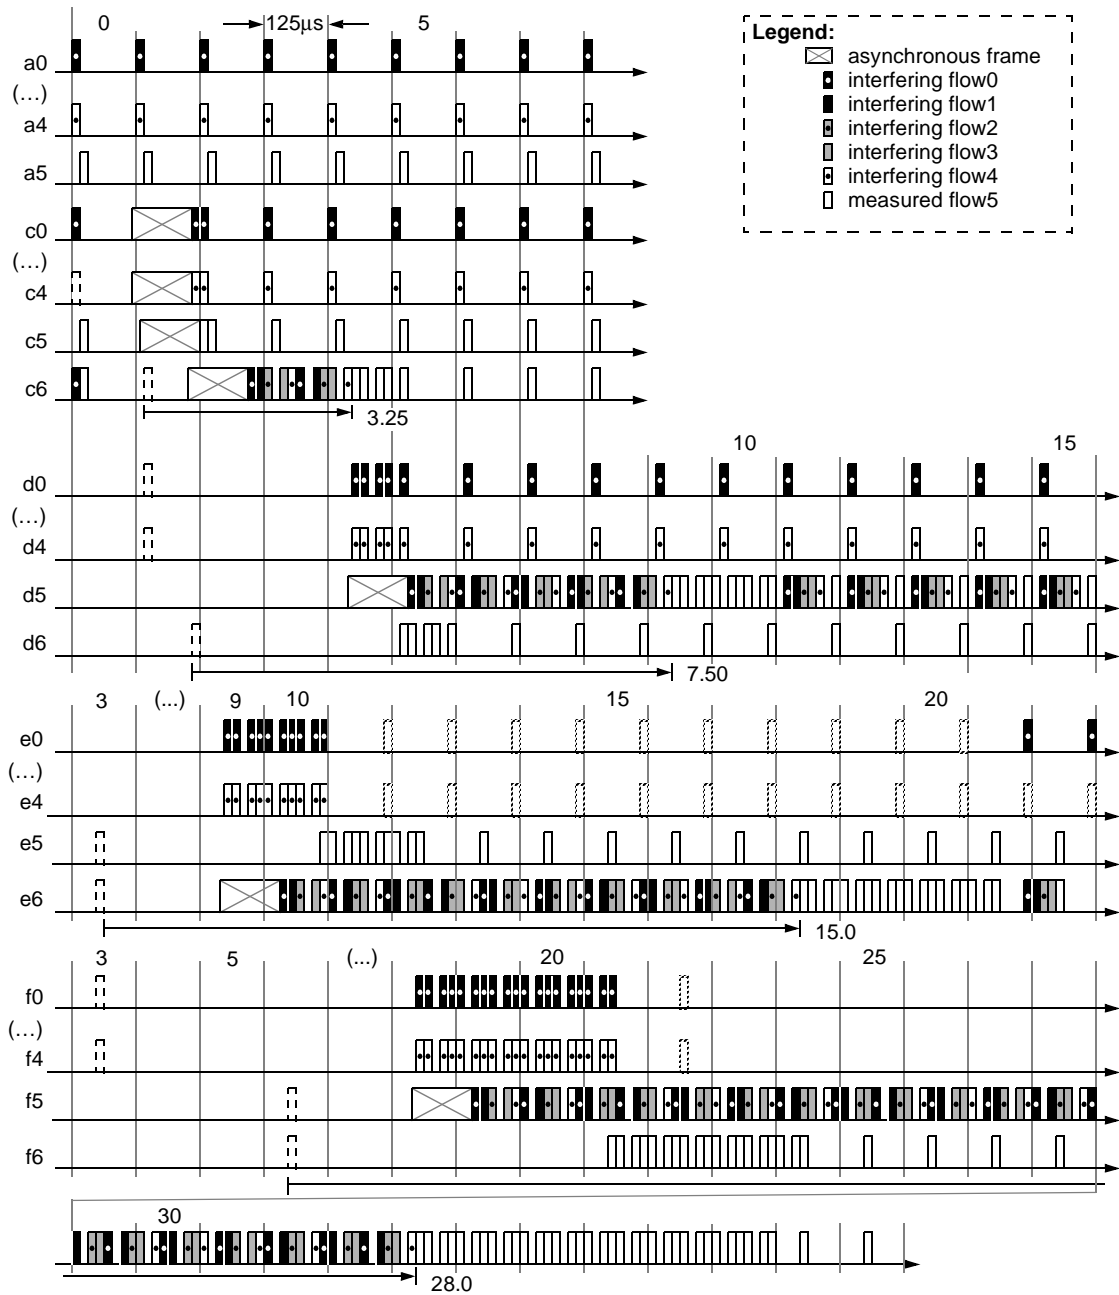 0 125μs 5
Legend:
asynchronous frame
interfering flow0
interfering flow1
interfering flow2
interfering flow3
interfering flow4
measured flow5
a0
(…)
a4
a5
c0
(…)
c4
c5
c6
3.25
10 15
d0
(…)
d4
d5
d6
7.50
3 (...) 9 10 15 20
e0
(…)
e4
e5
e6
15.0
3 5 (...) 20 25
f0
(…)
f4
f5
f6
30
28.0